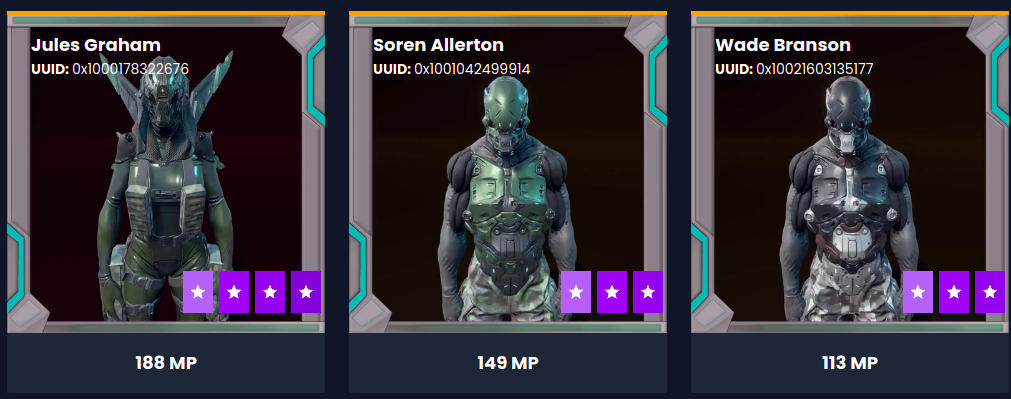 Jules Graham
UUID: 0x1000178322676
188 MP
Soren Allerton
UUID: 0x1001042499914
149 MP
Wade Branson
UUID: 0x10021603135177
113 MP